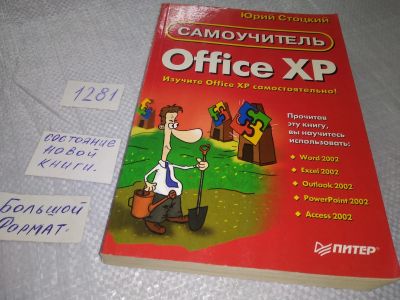 Юрий Стоцкий
САМОУЧИТЕЛЬ
Office XP
Изучите Office XP самостоятельно!
Прочитав
эту книгу,
вы научитесь
использовать:
Word 2002
Excel 2002
Outlook 2002
PowerPoint 2002
Access 2002
ПИТЕР
1281
состояние
новой
книги.
Большой
Формат.